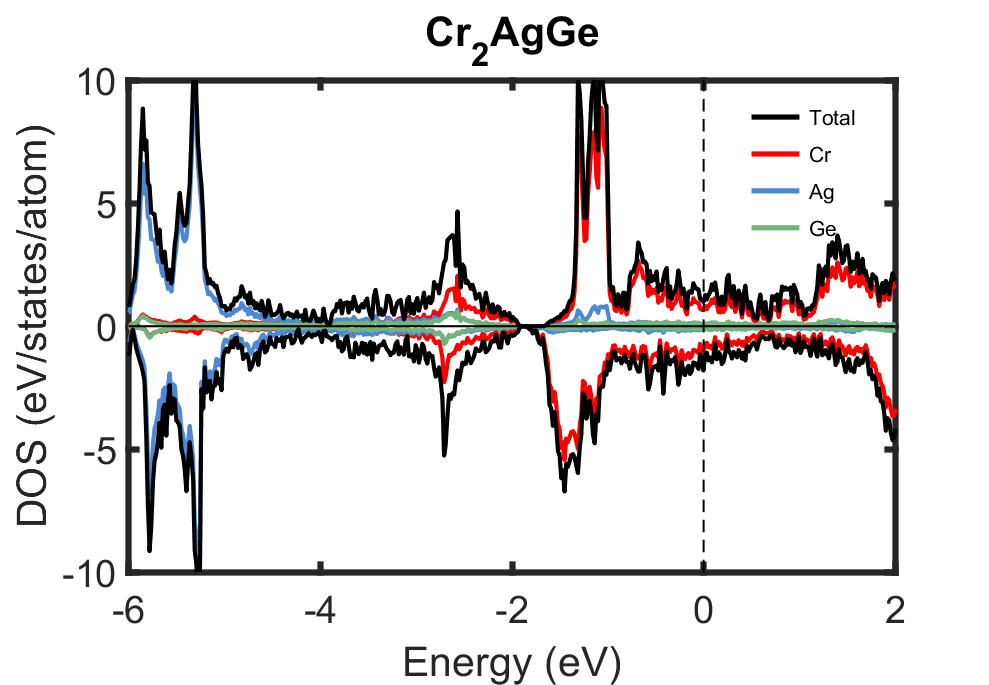 Cr₂AgGe
DOS (eV/states/atom)
10
5
0
-5
-10
Total
Cr
Ag
Ge
-6 -4 -2 0 2
Energy (eV)